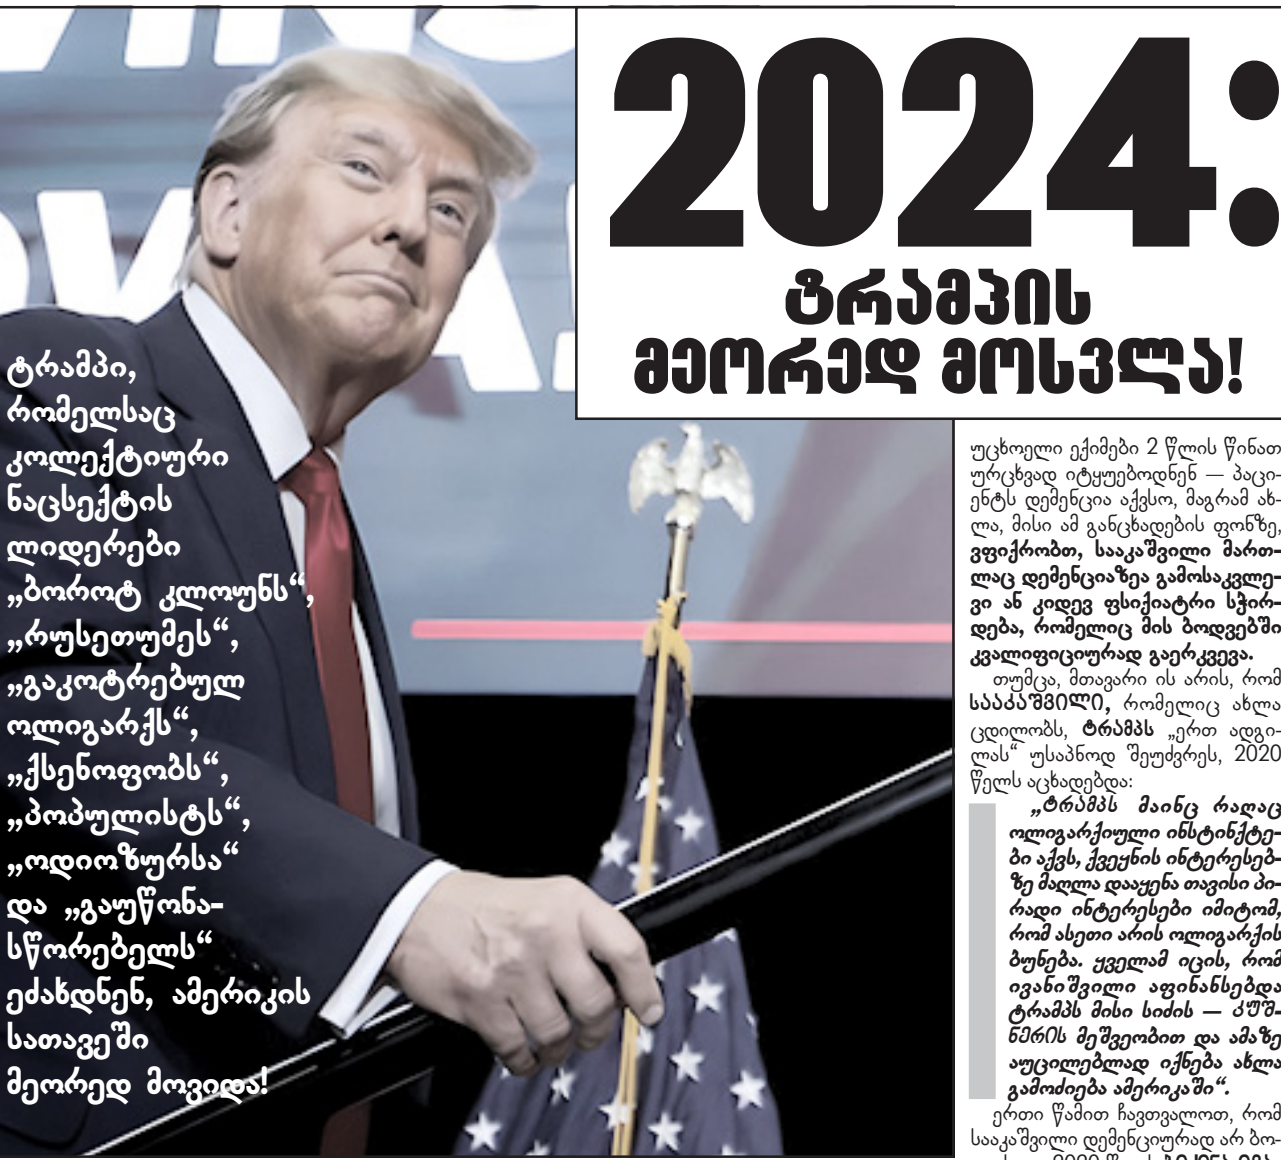 2024:
ტრამპის
მეორედ მოსვლა!
ტრამპი,
რომელსაც
კოლექტიური
ნაცსექტის
ლიდერები
„ბოროტ კლოუნს“,
„რუსეთუმეს“,
„გაკოტრებულ
ოლიგარქს“,
„ქსენოფობს“,
„პოპულისტს“,
„ოდიოზურსა“
და „გაუწონა-
სწორებელს“
ეძახდნენ, ამერიკის
სათავეში
მეორედ მოვიდა!
უცხოელი ექიმები 2 წლის წინათ
ურცხვად იტყუებოდნენ — პაცი-
ენტს დემენცია აქვსო, მაგრამ ახ-
ლა, მისი ამ განცხადების ფონზე,
ვფიქრობთ, სააკაშვილი მართ-
ლაც დემენციაზეა გამოსაკვლე-
ვი ან კიდევ ფსიქიატრი სჭირ-
დება, რომელიც მის ბოდვებში
კვალიფიციურად გაერკვევა.
თუმცა, მთავარი ის არის, რომ
სააკაშვილი, რომელიც ახლა
ცდილობს, ტრამპს „ერთ ადგი-
ლას“ უსაპნოდ შეუძვრეს, 2020
წელს აცხადებდა:
„ტრამპს მაინც რაღაც
ოლიგარქიული ინსტინქტე-
ბი აქვს, ქვეყნის ინტერესებ-
ზე მაღლა დააყენა თავისი პი-
რადი ინტერესები იმიტომ,
რომ ასეთი არის ოლიგარქის
ბუნება. ყველამ იცის, რომ
ივანიშვილი აფინანსებდა
ტრამპს მისი სიძის — კუშ-
ნერის მეშვეობით და ამაზე
აუცილებლად იქნება ახლა
გამოძიება ამერიკაში“.
ერთი წამით ჩავთვალოთ, რომ
სააკაშვილი დემენციურად არ ბო-